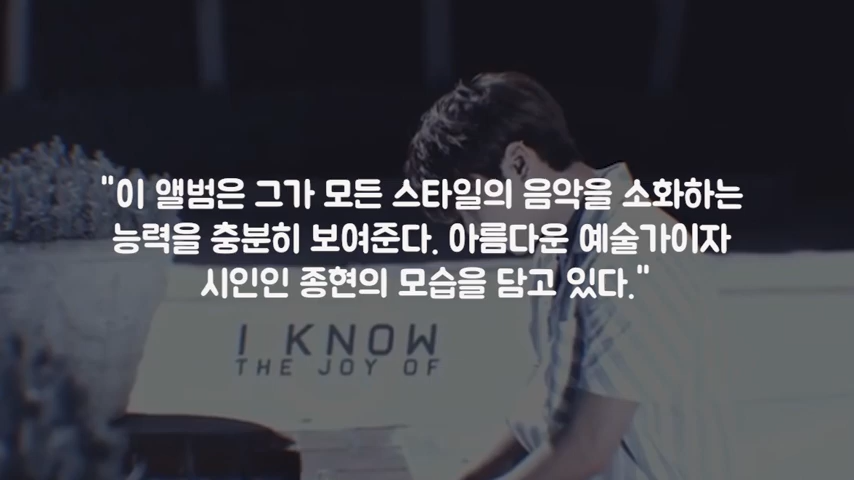 "이 앨범은 그가 모든 스타일의 음악을 소화하는
능력을 충분히 보여준다. 아름다운 예술가이자
시인인 종현의 모습을 담고 있다."
I KNOW
THE JOY OF